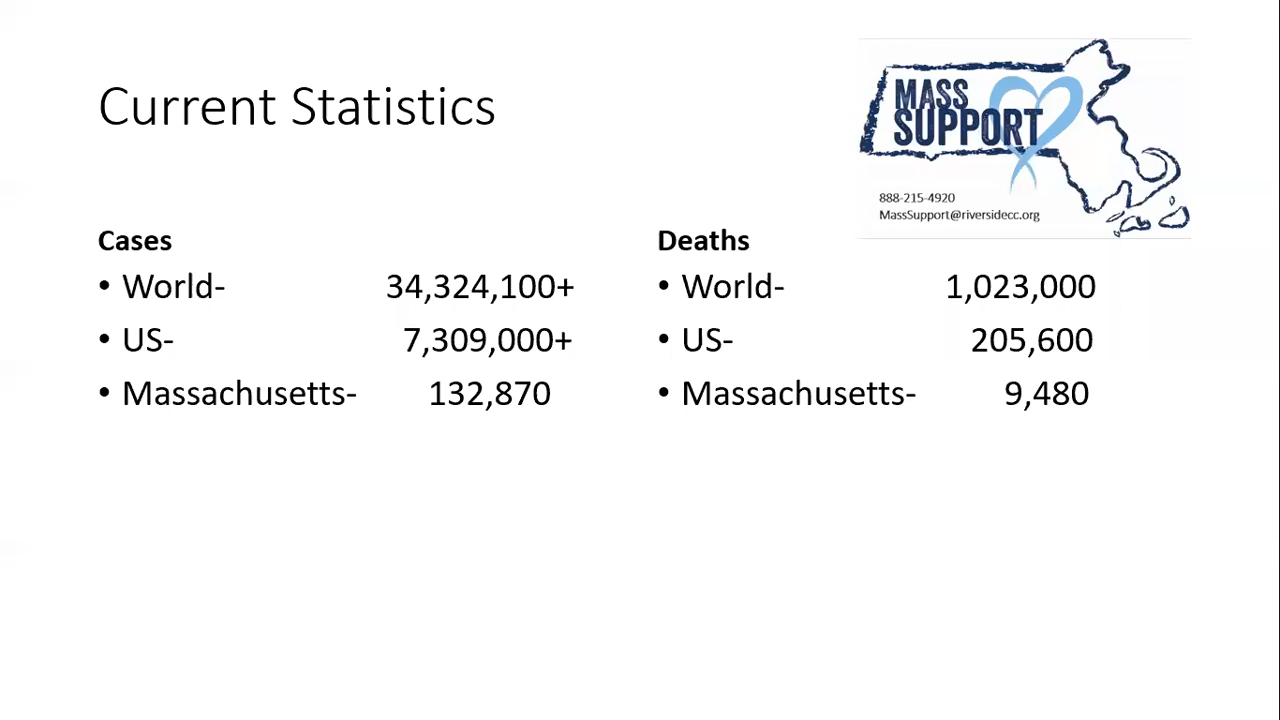 Current Statistics
MASS
SUPPORT
888-215-4920
MassSupport@riversidecc.org
Cases
• World- 34,324,100+
• US- 7,309,000+
• Massachusetts- 132,870
Deaths
• World- 1,023,000
• US- 205,600
• Massachusetts- 9,480